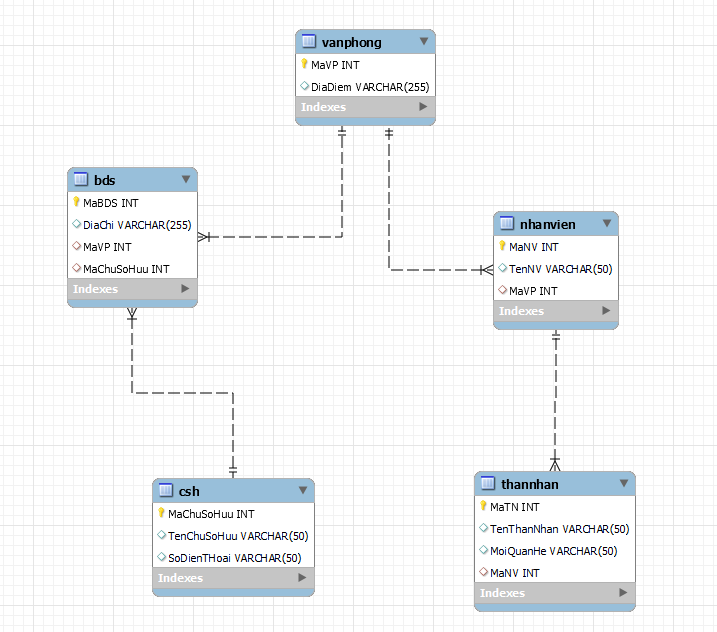 vanphong
MaVP INT
DiaDiem VARCHAR(255)
Indexes
bds
MaBDS INT
DiaChi VARCHAR(255)
MaVP INT
MaChuSoHuu INT
Indexes
nhanvien
MaNV INT
TenNV VARCHAR(50)
MaVP INT
Indexes
csh
MaChuSoHuu INT
TenChuSoHuu VARCHAR(50)
SoDienTHoai VARCHAR(50)
Indexes
thannhan
MaTN INT
TenThanNhan VARCHAR(50)
MoiQuanHe VARCHAR(50)
MaNV INT
Indexes